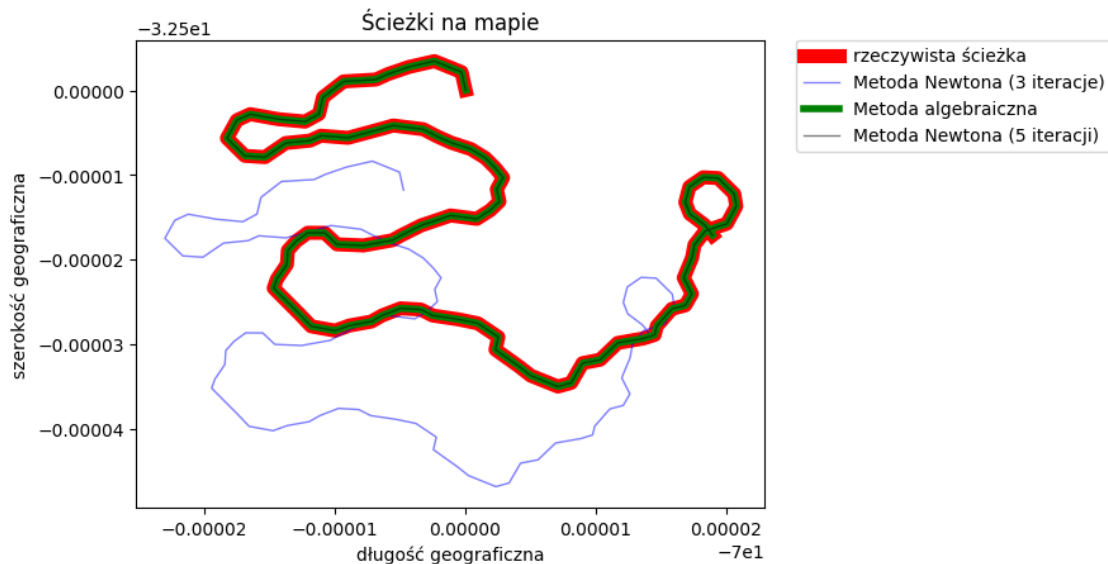 Ścieżki na mapie
−3.25e1
0.00000
−0.00001
−0.00002
−0.00003
−0.00004
szerokość geograficzna
−0.00002
−0.00001
0.00000
0.00001
0.00002
−7e1
długość geograficzna
rzeczywista ścieżka
Metoda Newtona (3 iteracje)
Metoda algebraiczna
Metoda Newtona (5 iteracji)